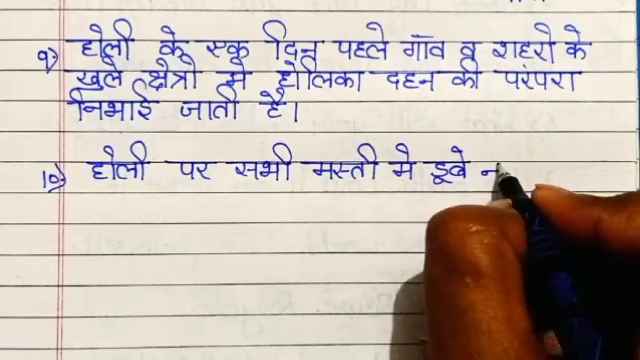 9) होली के एक दिन पहले गाँव व शहरो के
खुले क्षेत्रो मे होलिका दहन की परंपरा
निभाई जाती है।
10) होली पर सभी मस्ती मे डूबे न